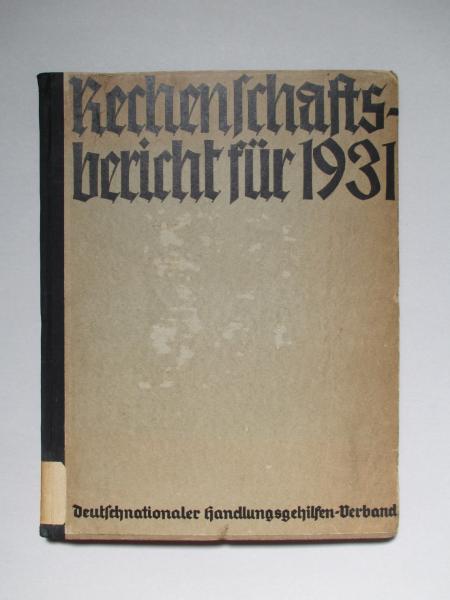 Rechenſchafts-
bericht für 1931
Deutſchnationaler Handlungsgehilfen-Verband